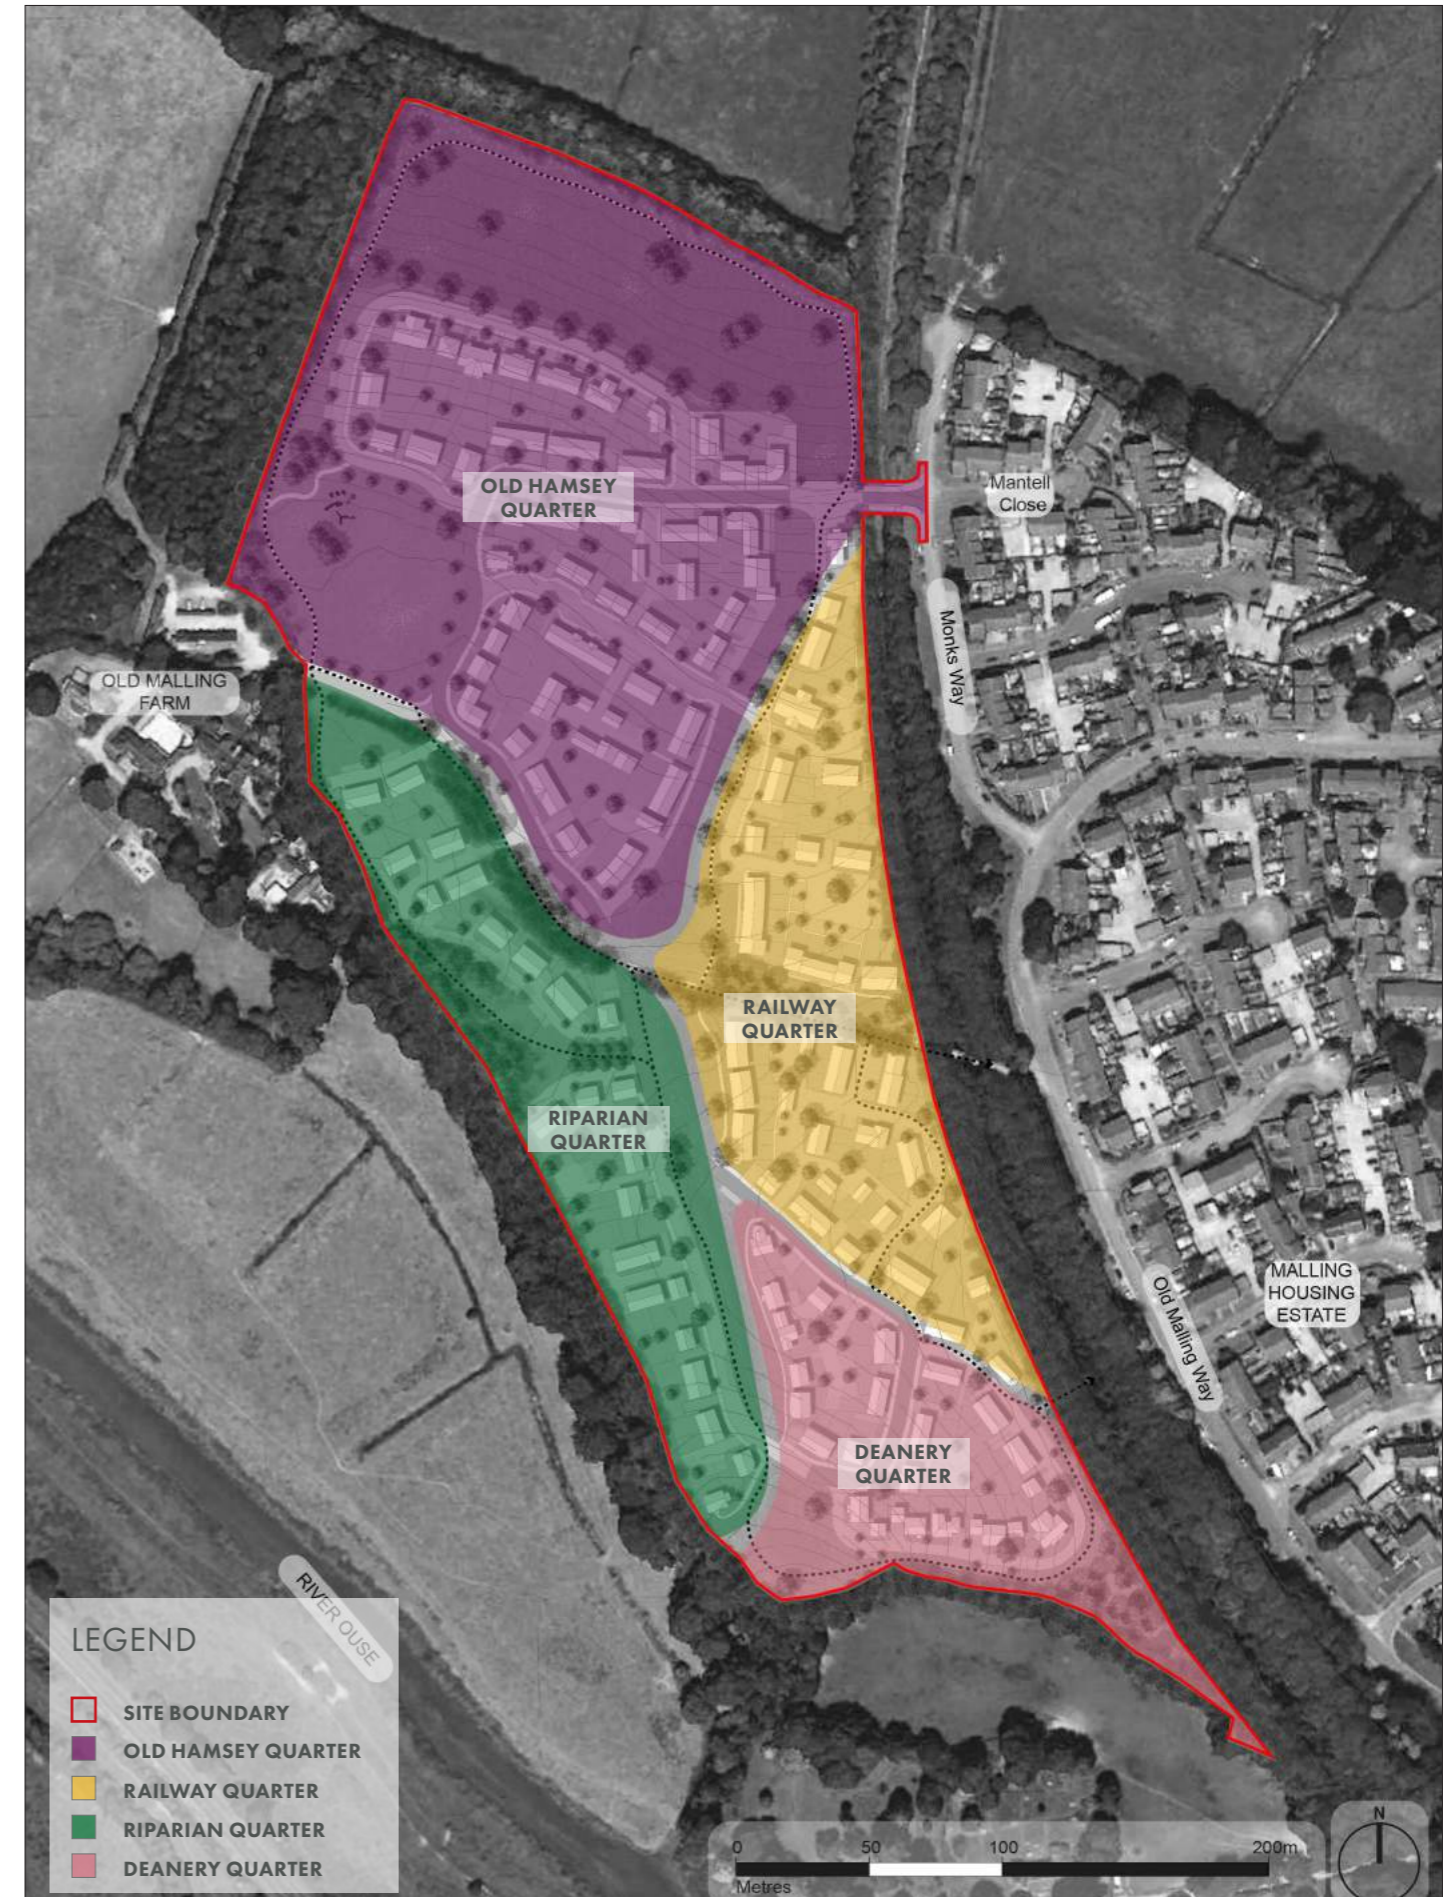 OLD HAMSEY
QUARTER
Mantell
Close
Monks Way
OLD MALLING
FARM
RAILWAY
QUARTER
RIPARIAN
QUARTER
MALLING
HOUSING
ESTATE
Old Malling Way
DEANERY
QUARTER
RIVER OUSE
LEGEND
SITE BOUNDARY
OLD HAMSEY QUARTER
RAILWAY QUARTER
RIPARIAN QUARTER
DEANERY QUARTER
0 50 100 200m
Metres
N